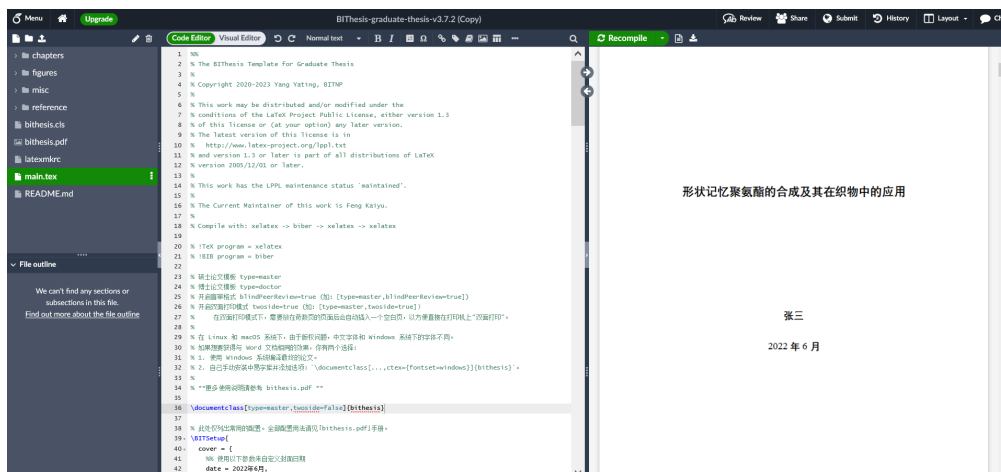 Menu
Upgrade
BIThesis-graduate-thesis-v3.7.2 (Copy)
Review
Share
Submit
History
Layout
Ch
Code Editor
Visual Editor
Normal text
B I Ω
Recompile
chapters
figures
misc
reference
bithesis.cls
bithesis.pdf
latexmkrc
main.tex
README.md
File outline
We can't find any sections or
subsections in this file.
Find out more about the file outline
1 %%
2 % The BIThesis Template for Graduate Thesis
3 %
4 % Copyright 2020-2023 Yang Yating, BITNP
5 %
6 % This work may be distributed and/or modified under the
7 % conditions of the LaTeX Project Public License, either version 1.3
8 % of this license or (at your option) any later version.
9 % The latest version of this license is in
10 % http://www.latex-project.org/lppl.txt
11 % and version 1.3 or later is part of all distributions of LaTeX
12 % version 2005/12/01 or later.
13 %
14 % This work has the LPPL maintenance status `maintained'.
15 %
16 % The Current Maintainer of this work is Feng Kaiyu.
17 %
18 % Compile with: xelatex -> biber -> xelatex -> xelatex
19
20 % !TeX program = xelatex
21 % !BIB program = biber
22
23 % 硕士论文模板 type=master
24 % 博士论文模板 type=doctor
25 % 开启盲审格式 blindPeerReview=true (如: [type=master,blindPeerReview=true])
26 % 开启双面打印模式 twoside=true (如: [type=master,twoside=true])
27 % 在双面打印模式下，需要放在奇数页的页面后会自动插入一个空白页，以方便直接在打印机上“双面打印”。
28 %
29 % 在 Linux 和 macOS 系统下，由于版权问题，中文字体和 Windows 系统下的字体不同。
30 % 如果想要获得与 Word 文档相同的效果，你有两个选择:
31 % 1. 使用 Windows 系统编译最终的论文。
32 % 2. 自己手动安装中易字库并添加选项: `\documentclass[...,ctex={fontset=windows}]{bithesis}`。
33 %
34 % **更多使用说明请参考 bithesis.pdf **
35
36 \documentclass[type=master,twoside=false]{bithesis}
37
38 % 此处仅列出常用的配置。全部配置用法请见「bithesis.pdf」手册。
39 \BITSetup{
40 cover = {
41 %% 使用以下参数来自定义封面日期
42 date = 2022年6月,
形状记忆聚氨酯的合成及其在织物中的应用
张三
2022 年 6 月